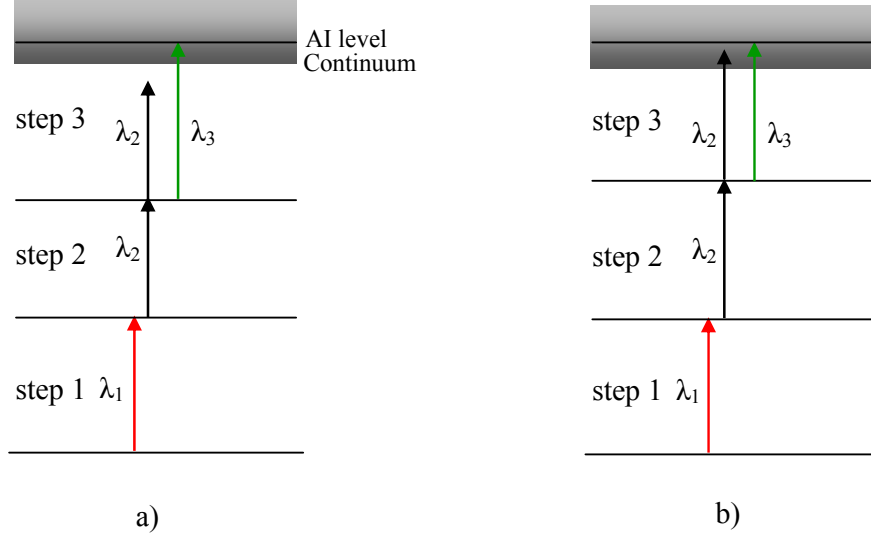 AI level
Continuum
step 3
λ2
λ3
step 2
λ2
step 1 λ1
a)
step 3
λ2
λ3
step 2
λ2
step 1 λ1
b)